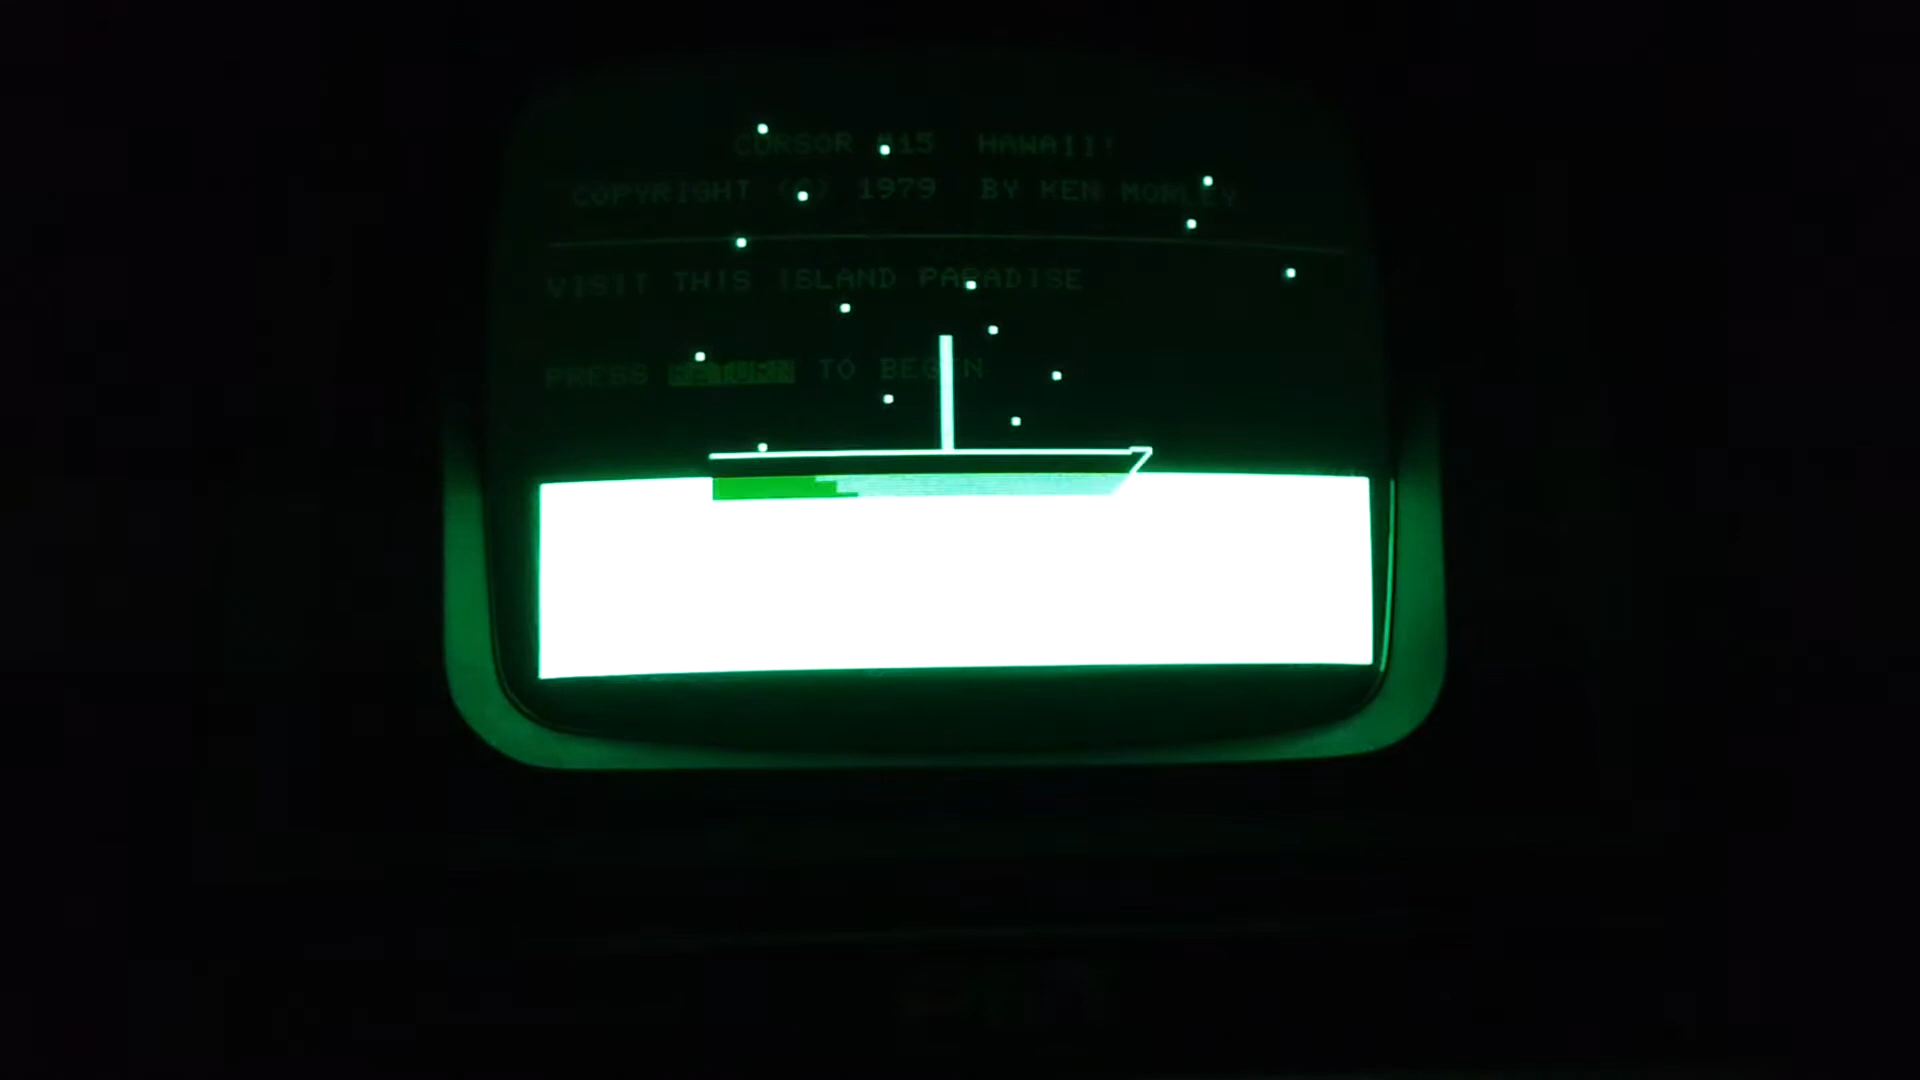 CURSOR #15 HAWAII!
COPYRIGHT (C) 1979 BY KEN MORLEY
VISIT THIS ISLAND PARADISE
PRESS RETURN TO BEGIN